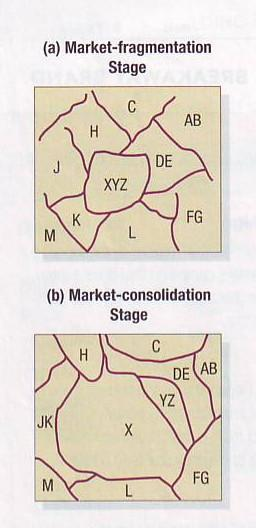 (a) Market-fragmentation
Stage
C
AB
H
J
DE
XYZ
K
FG
M
L
(b) Market-consolidation
Stage
H
C
DE
AB
YZ
JK
X
FG
M
L